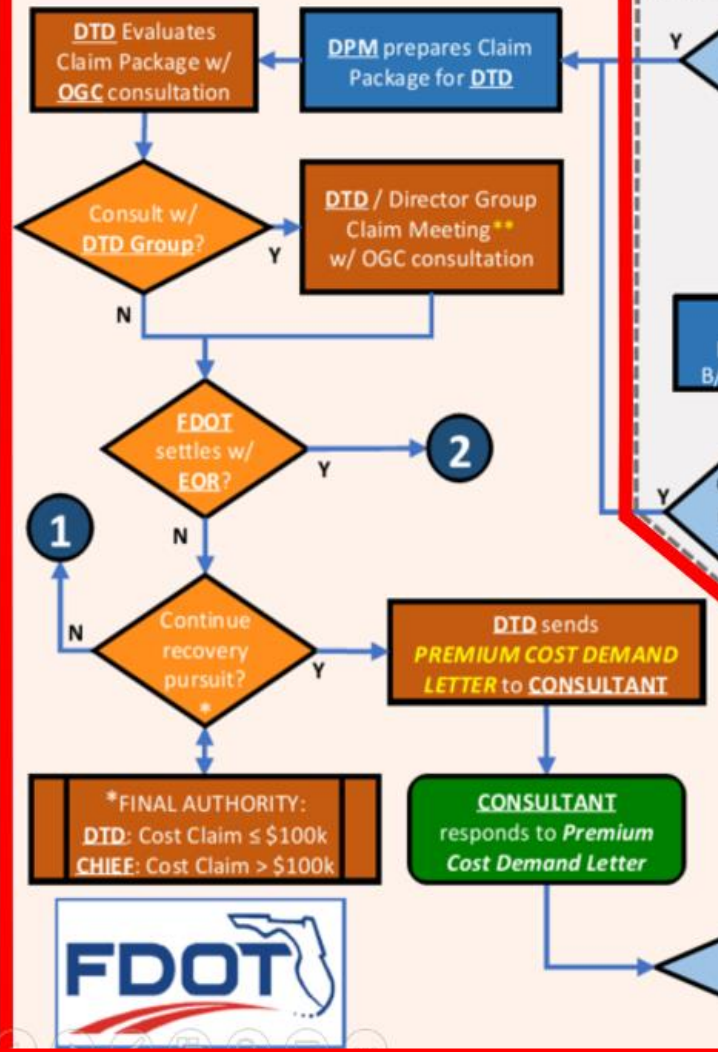 DTD Evaluates
Claim Package w/
OGC consultation
DPM prepares Claim
Package for DTD
Y
Consult w/
DTD Group?
Y
N
DTD / Director Group
Claim Meeting**
w/ OGC consultation
FDOT
settles w/
EOR?
Y
2
N
1
B/
Y
Continue
recovery
pursuit?
*
N
Y
DTD sends
PREMIUM COST DEMAND
LETTER to CONSULTANT
*FINAL AUTHORITY:
DTD: Cost Claim ≤ $100k
CHIEF: Cost Claim > $100k
CONSULTANT
responds to Premium
Cost Demand Letter
FDOT